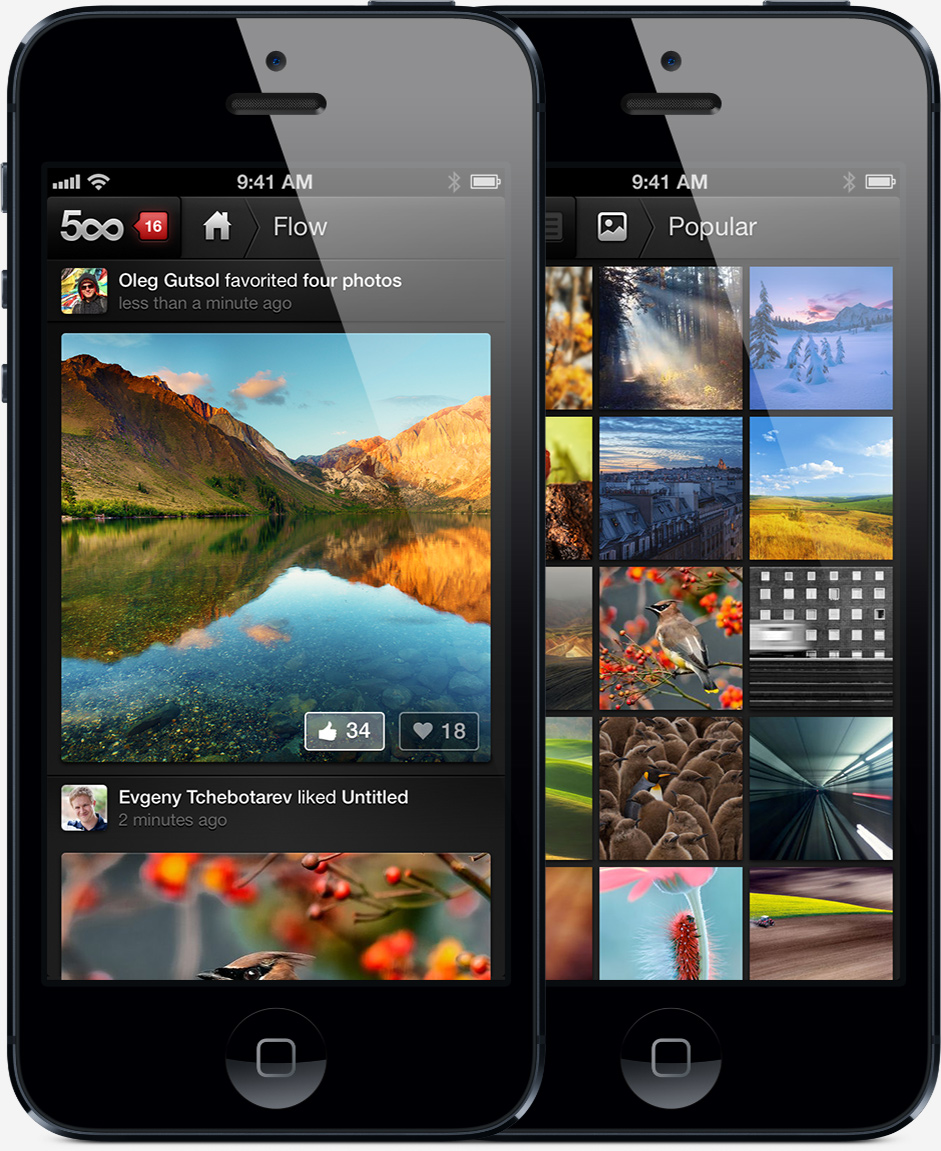 9:41 AM
500
16
Flow
Oleg Gutsol favorited four photos
less than a minute ago
34
18
Evgeny Tchebotarev liked Untitled
2 minutes ago
9:41 AM
Popular